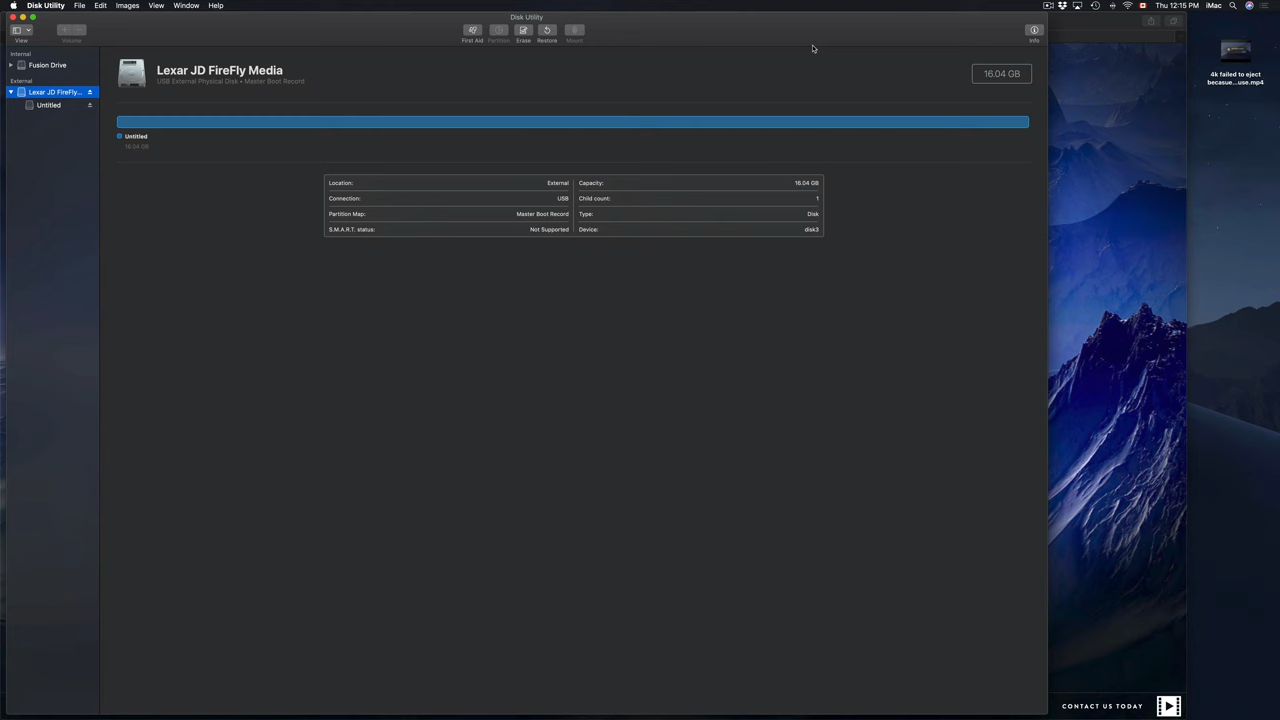 Disk Utility File Edit Images View Window Help
Thu 12:15 PM iMac
Disk Utility
View
Volume
First Aid
Partition
Erase
Restore
Mount
Info
Internal
Fusion Drive
External
Lexar JD FireFly...
Untitled
Lexar JD FireFly Media
USB External Physical Disk • Master Boot Record
16.04 GB
Untitled
16.04 GB
Location: External
Capacity: 16.04 GB
Connection: USB
Child count: 1
Partition Map: Master Boot Record
Type: Disk
S.M.A.R.T. status: Not Supported
Device: disk3
4k failed to eject
becasue...use.mp4
CONTACT US TODAY